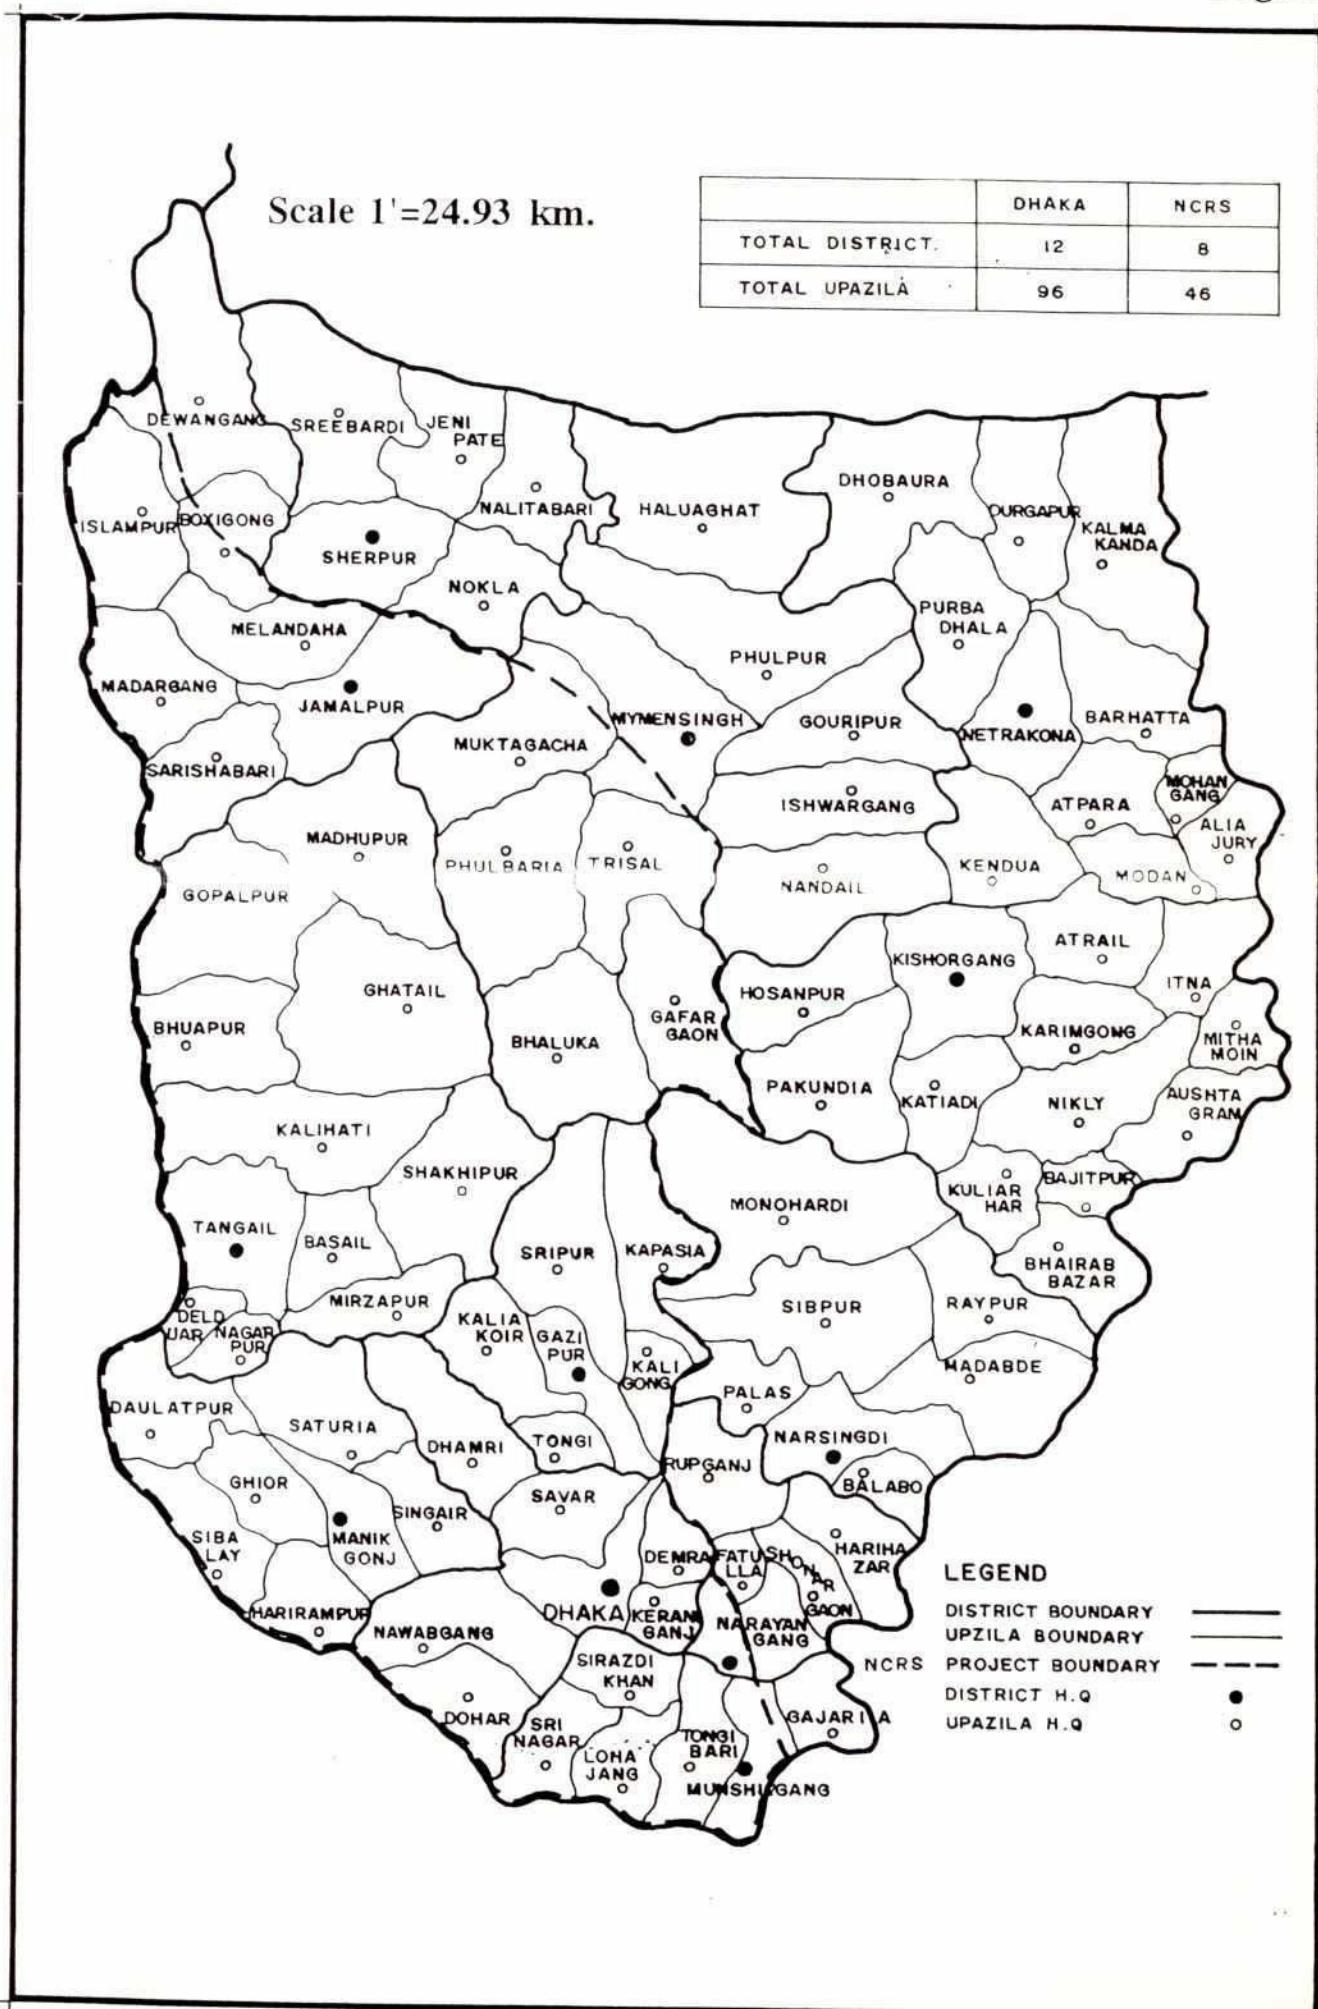 Scale 1'=24.93 km.
DHAKA NCRS
TOTAL DISTRICT. 12 8
TOTAL UPAZILA 96 46
DEWANGANG
SREEBARDI
JENI
PATE
NALITABARI
HALUAGHAT
DHOBAURA
DURGAPUR
KALMA
KANDA
ISLAMPUR
BOXIGONG
SHERPUR
NOKLA
MELANDAHA
PURBA
DHALA
PHULPUR
MADARGANG
JAMALPUR
MUKTAGACHA
MYMENSINGH
GOURIPUR
NETRAKONA
BARHATTA
SARISHABARI
ISHWARGANG
ATPARA
MOHAN
GANG
ALIA
JURY
MADHUPUR
PHULBARIA
TRISAL
NANDAIL
KENDUA
MODAN
GOPALPUR
ATRAIL
KISHORGANG
ITNA
GHATAIL
HOSANPUR
GAFAR
GAON
BHUAPUR
BHALUKA
KARIMGONG
MITHA
MOIN
PAKUNDIA
KATIADI
NIKLY
AUSHTA
GRAM
KALIHATI
SHAKHIPUR
KULIAR
HAR
BAJITPUR
MONOHARDI
TANGAIL
BASAIL
SRIPUR
KAPASIA
BHAIRAB
BAZAR
DELD
UAR
NAGAR
PUR
MIRZAPUR
KALIA
KOIR
GAZI
PUR
SIBPUR
RAYPUR
KALI
GONG
MADABDE
PALAS
DAULATPUR
SATURIA
DHAMRI
TONGI
NARSINGDI
RUPGANJ
BALABO
GHIOR
SAVAR
SINGAIR
SIBA
LAY
MANIK
GONJ
DEMRA
FATU
LLA
SHONAR
GAON
HARIHA
ZAR
HARIRAMPUR
NAWABGANG
DHAKA
KERANI
GANJ
NARAYAN
GANG
SIRAZDI
KHAN
DOHAR
SRI
NAGAR
LOHA
JANG
TONGI
BARI
MUNSHIGANG
GAJARIA
LEGEND
DISTRICT BOUNDARY
UPZILA BOUNDARY
NCRS PROJECT BOUNDARY
DISTRICT H.Q
UPAZILA H.Q